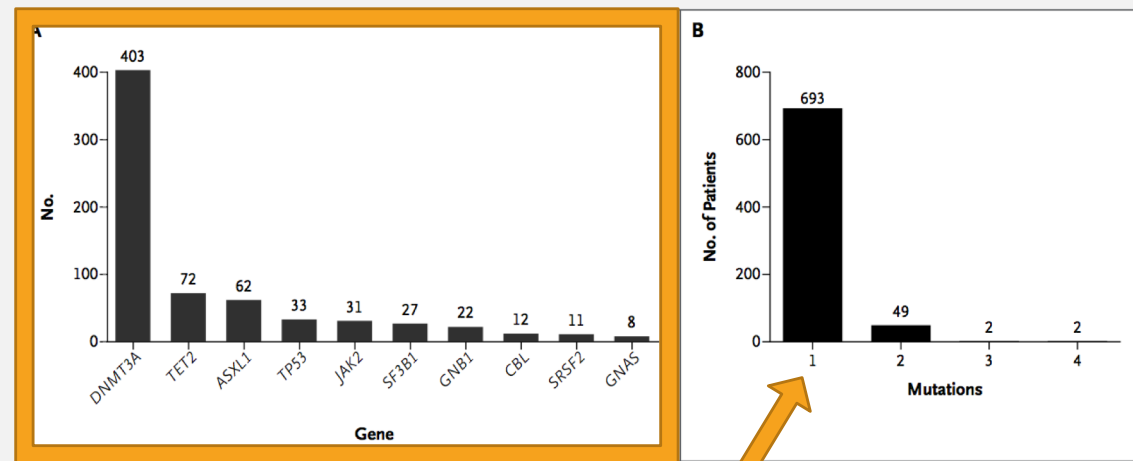 A
403
400
300
200
100
0
No.
72
62
33
31
27
22
12
11
8
DNMT3A
TET2
ASXL1
TP53
JAK2
SF3B1
GNB1
CBL
SRSF2
GNAS
Gene
B
800
600
400
200
0
No. of Patients
693
49
2
2
1
2
3
4
Mutations